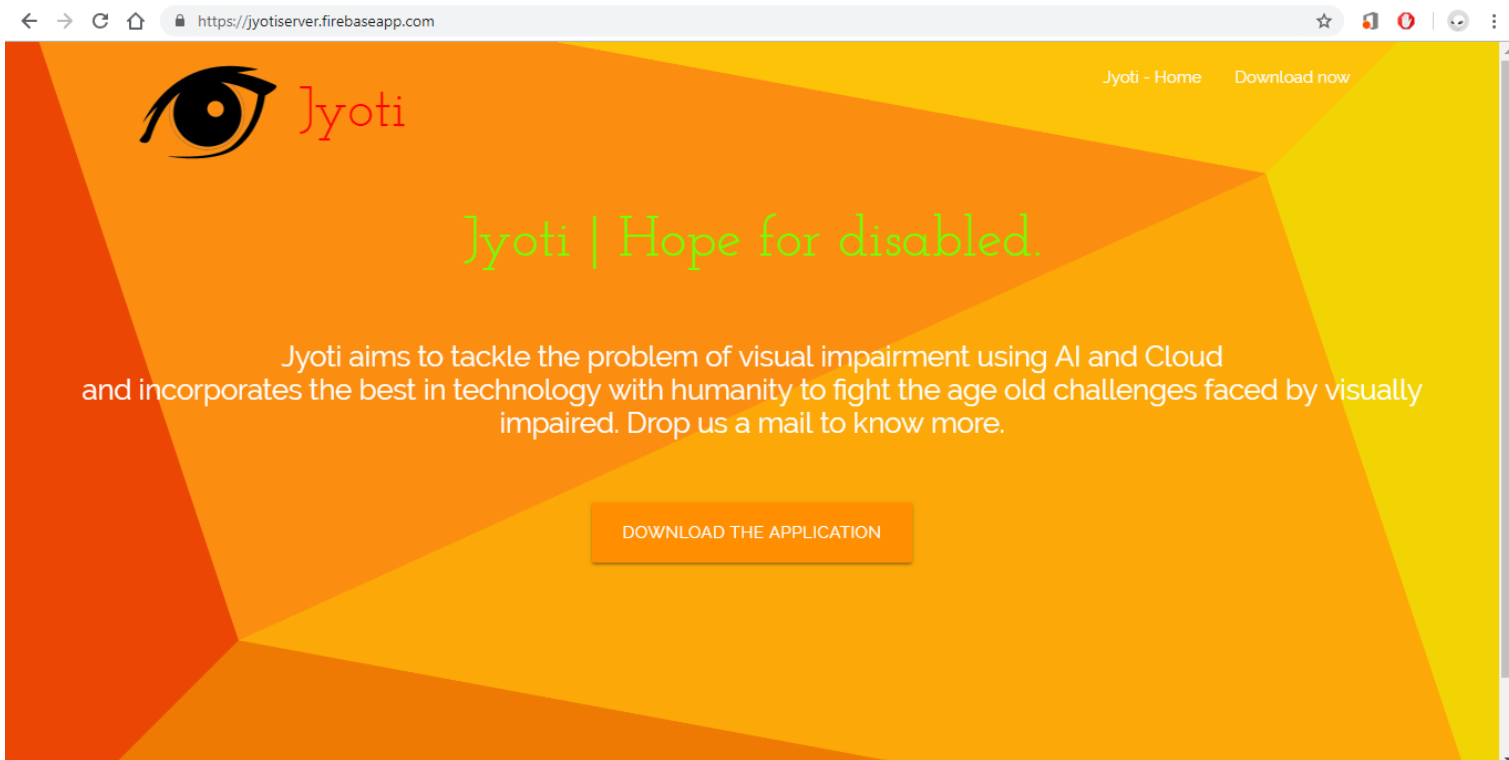 https://jyotiserver.firebaseapp.com
Jyoti - Home
Download now
Jyoti
Jyoti | Hope for disabled.
Jyoti aims to tackle the problem of visual impairment using AI and Cloud
and incorporates the best in technology with humanity to fight the age old challenges faced by visually
impaired. Drop us a mail to know more.
DOWNLOAD THE APPLICATION